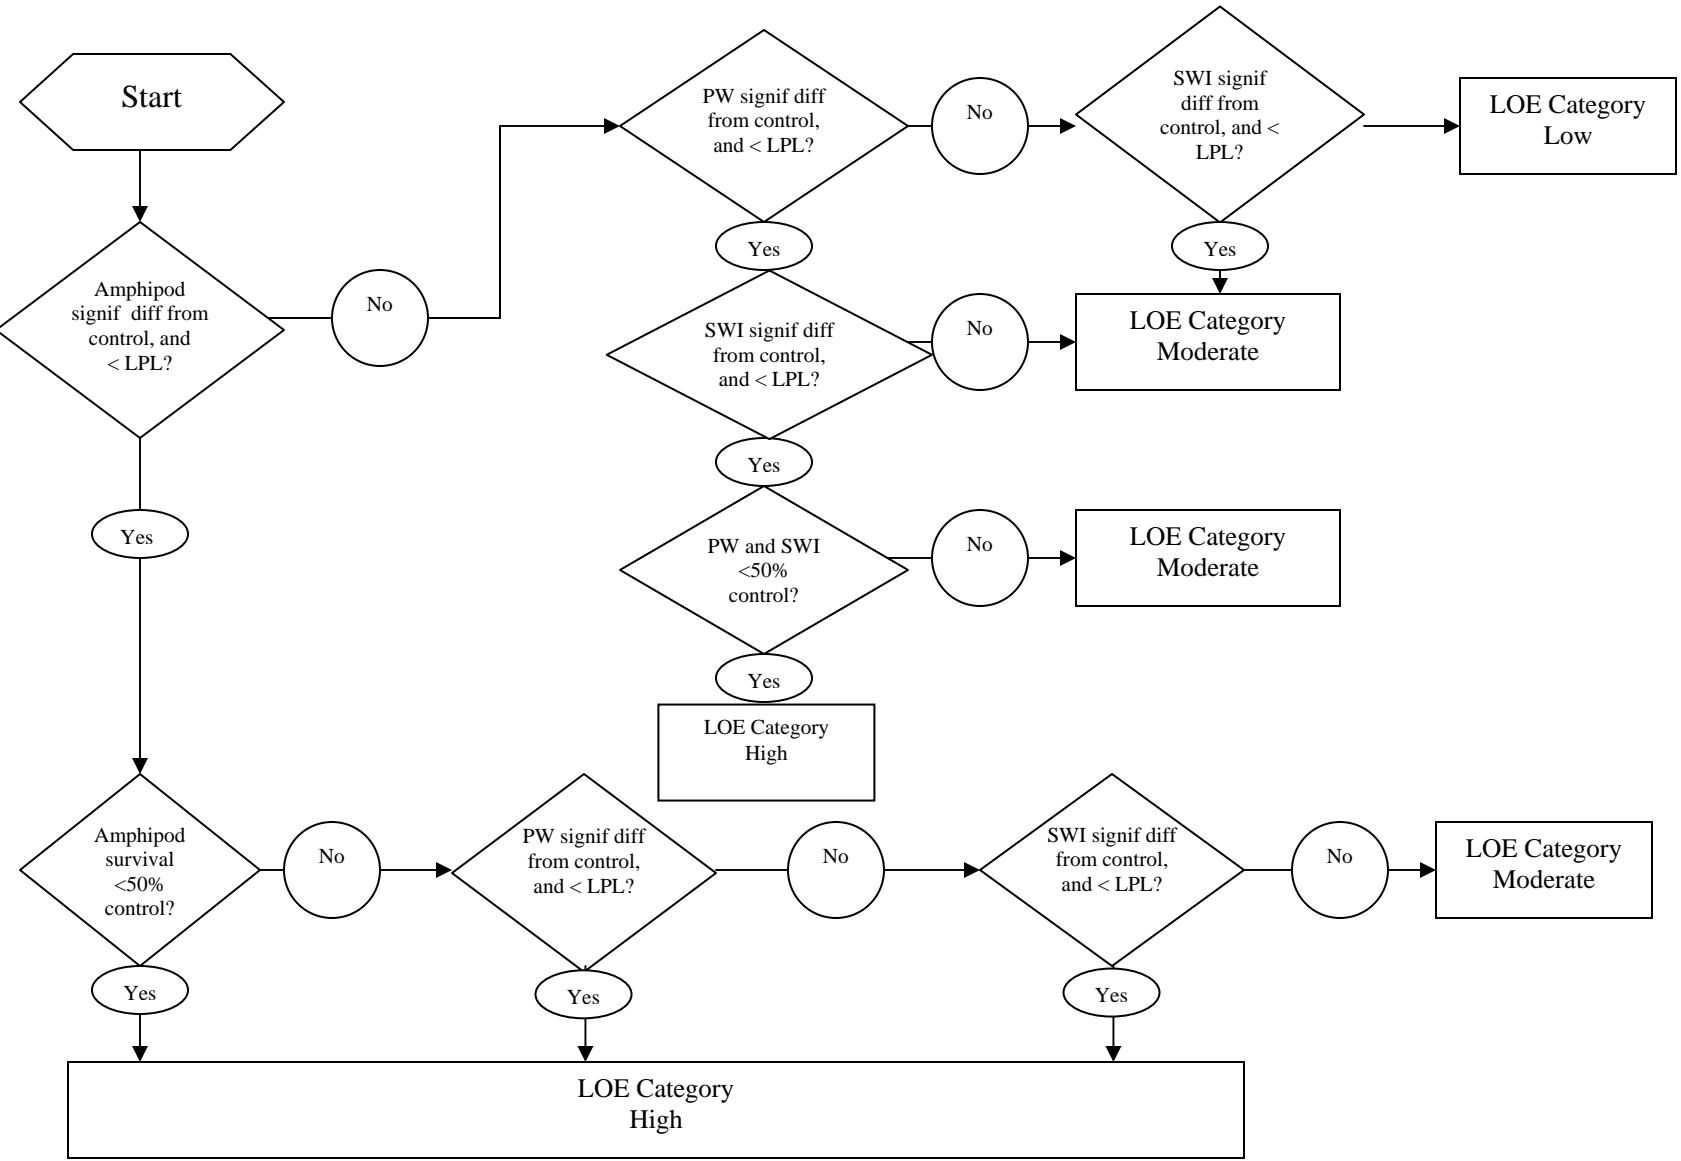 Start
Amphipod
signif  diff from
control, and
< LPL?
No
Yes
PW signif diff
from control,
and < LPL?
No
SWI signif
diff from
control, and <
LPL?
LOE Category
Low
Yes
Yes
LOE Category
Moderate
SWI signif diff
from control,
and < LPL?
No
Yes
PW and SWI
<50%
control?
No
LOE Category
Moderate
Yes
LOE Category
High
Amphipod
survival
<50%
control?
No
PW signif diff
from control,
and < LPL?
No
SWI signif diff
from control,
and < LPL?
No
LOE Category
Moderate
Yes
Yes
Yes
LOE Category
High